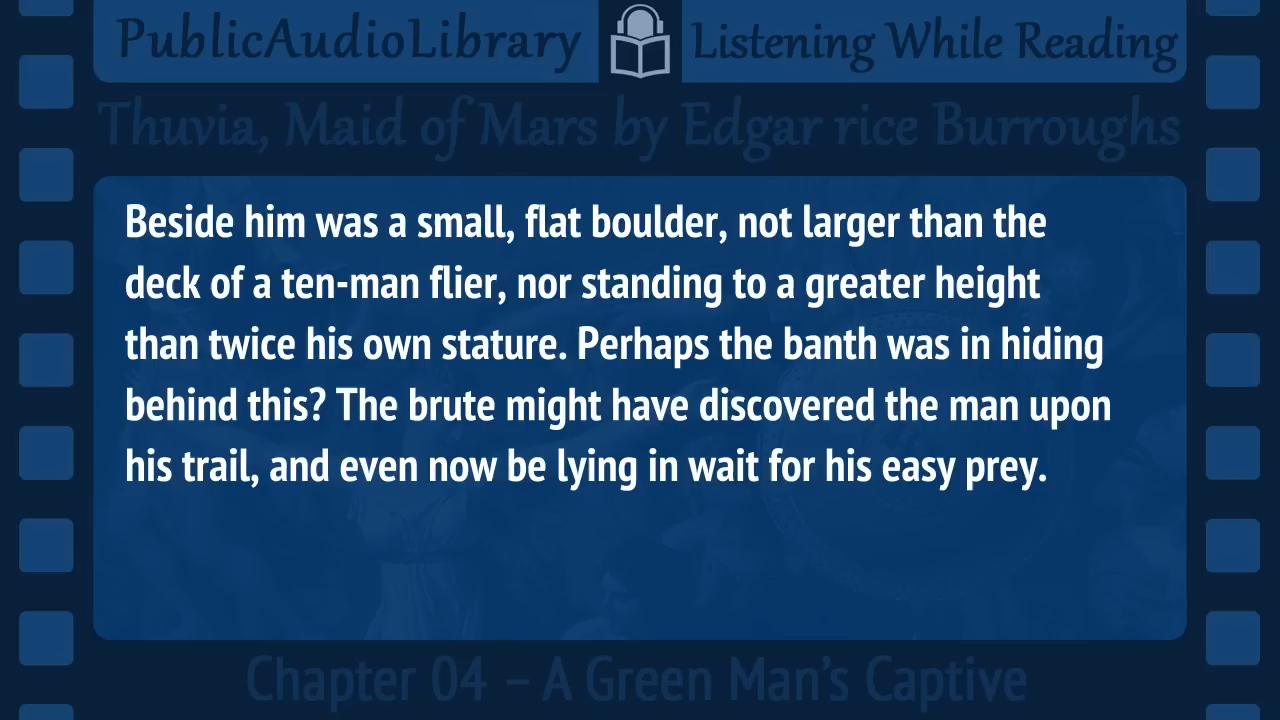 PublicAudioLibrary
Listening While Reading
Thuvia, Maid of Mars by Edgar rice Burroughs
Beside him was a small, flat boulder, not larger than the
deck of a ten-man flier, nor standing to a greater height
than twice his own stature. Perhaps the banth was in hiding
behind this? The brute might have discovered the man upon
his trail, and even now be lying in wait for his easy prey.
Chapter 04 – A Green Man’s Captive